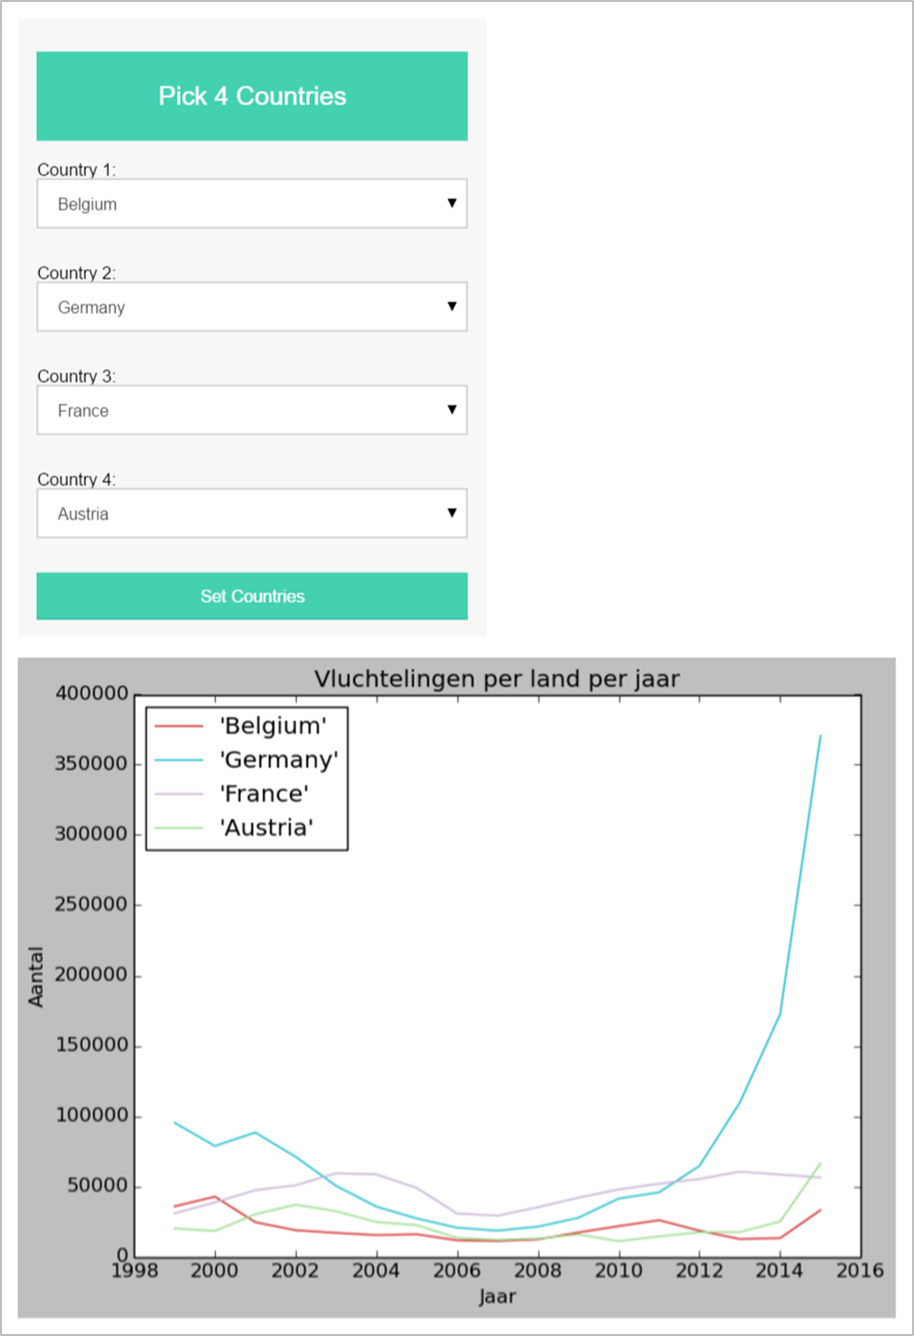 Pick 4 Countries
Country 1:
Belgium
Country 2:
Germany
Country 3:
France
Country 4:
Austria
Set Countries
Vluchtelingen per land per jaar
400000
350000
300000
250000
200000
150000
100000
50000
0
Aantal
'Belgium'
'Germany'
'France'
'Austria'
1998 2000 2002 2004 2006 2008 2010 2012 2014 2016
Jaar